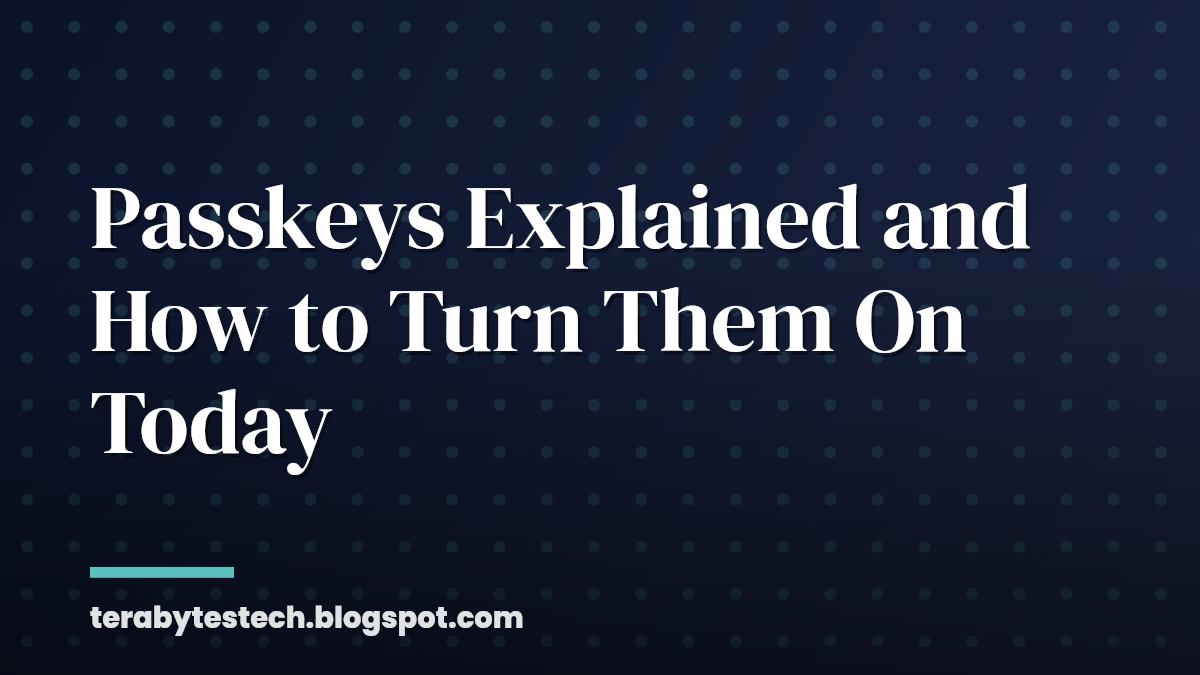 Passkeys Explained and
How to Turn Them On
Today
terabytestech.blogspot.com